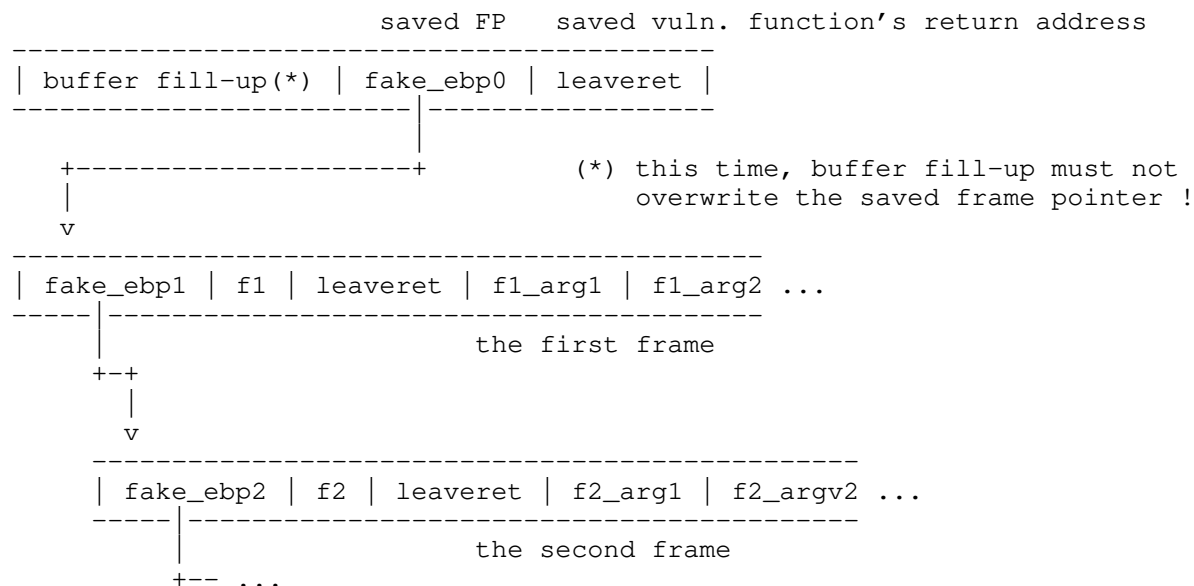 saved FP saved vuln. function's return address
| buffer fill-up(*) | fake_ebp0 | leaveret |
(*) this time, buffer fill-up must not
overwrite the saved frame pointer !
| fake_ebp1 | f1 | leaveret | f1_arg1 | f1_arg2 ...
the first frame
| fake_ebp2 | f2 | leaveret | f2_arg1 | f2_argv2 ...
the second frame
+-- ...